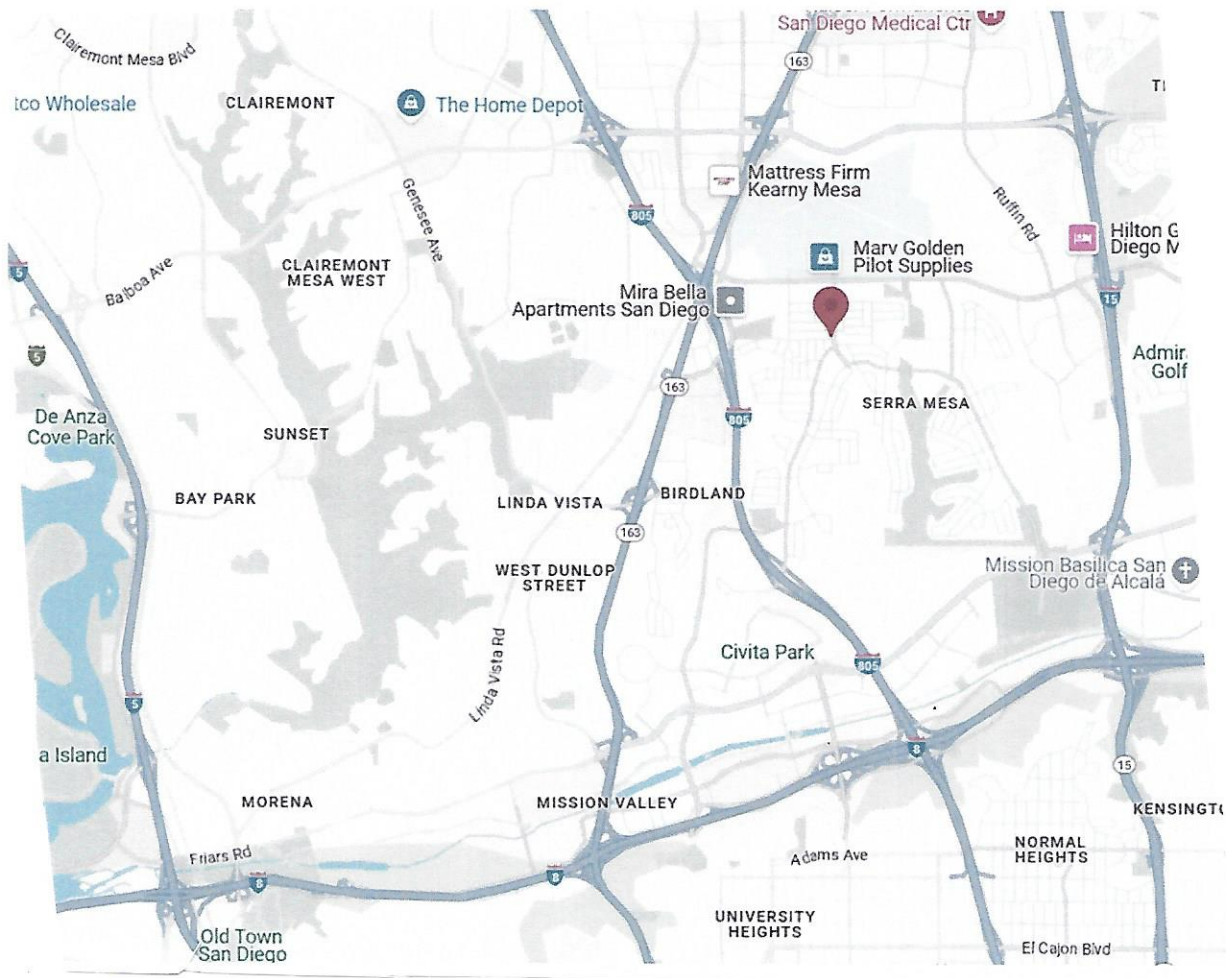 San Diego Medical Ctr
163
Clairemont Mesa Blvd
tco Wholesale
CLAIREMONT
The Home Depot
Mattress Firm
Kearny Mesa
Genesee Ave
805
Ruffin Rd
Hilton G
Diego M
Marv Golden
Pilot Supplies
CLAIREMONT
MESA WEST
5
Balboa Ave
Mira Bella
Apartments San Diego
15
5
Admir
Golf
163
De Anza
Cove Park
805
SERRA MESA
SUNSET
BAY PARK
LINDA VISTA
BIRDLAND
163
WEST DUNLOP
STREET
Mission Basilica San
Diego de Alcalá
Linda Vista Rd
Civita Park
805
5
a Island
8
15
MORENA
MISSION VALLEY
KENSINGT
NORMAL
HEIGHTS
Friars Rd
Adams Ave
8
8
UNIVERSITY
HEIGHTS
Old Town
San Diego
El Cajon Blvd